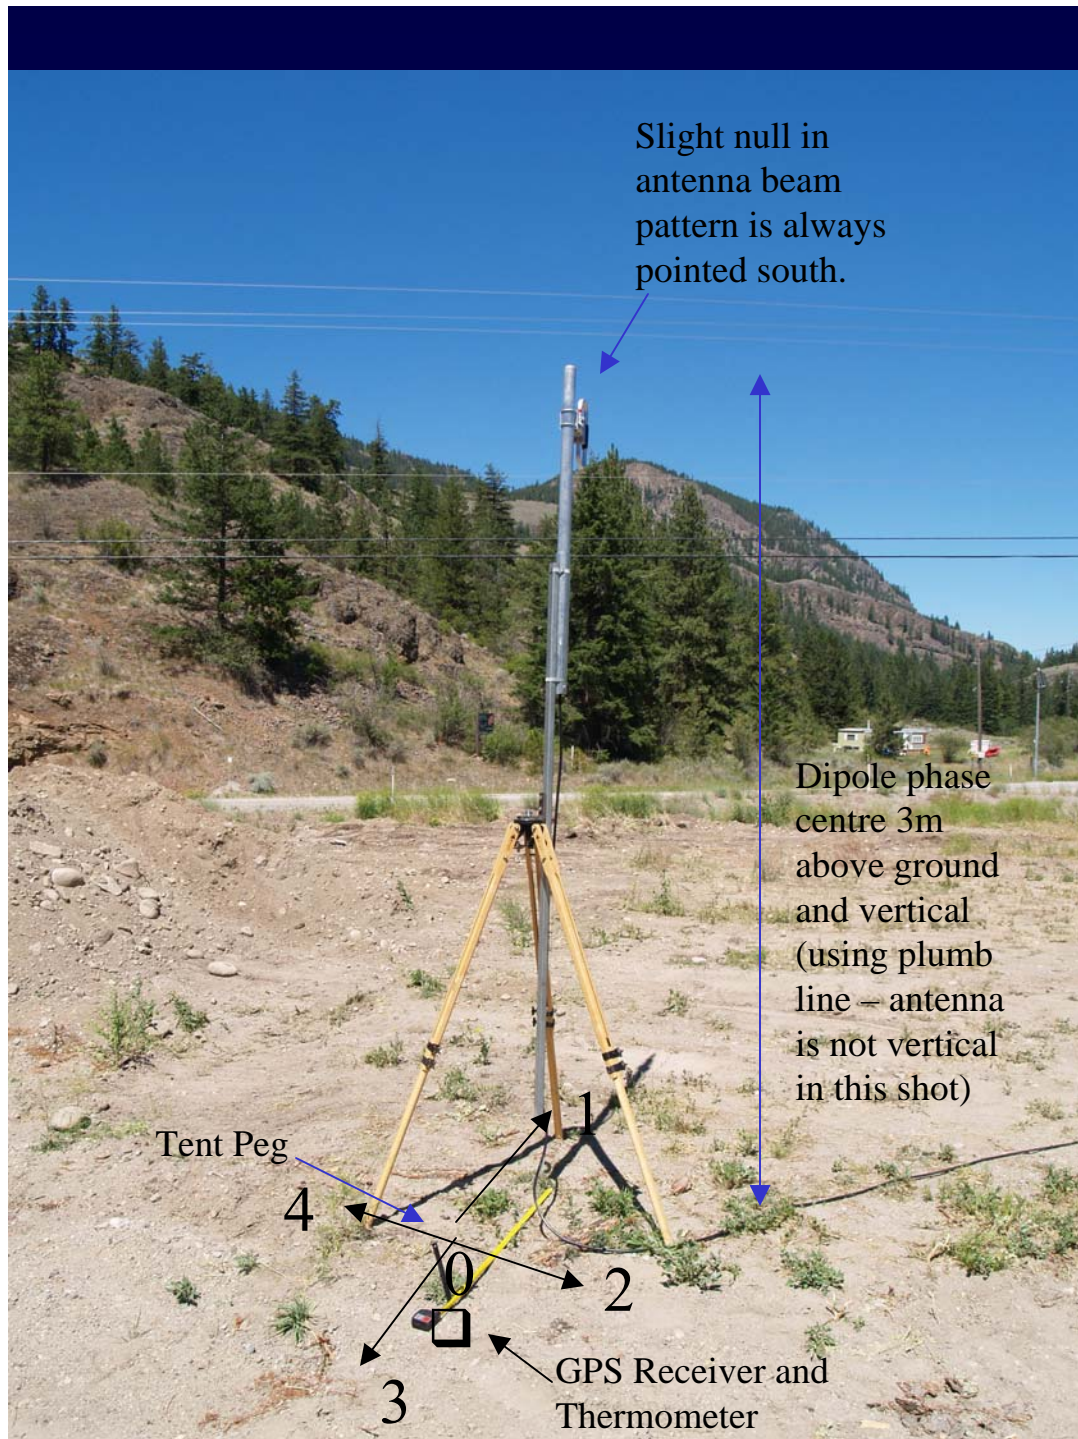 Slight null in
antenna beam
pattern is always
pointed south.
Dipole phase
centre 3m
above ground
and vertical
(using plumb
line – antenna
is not vertical
in this shot)
1
Tent Peg
4
0
2
3
GPS Receiver and
Thermometer